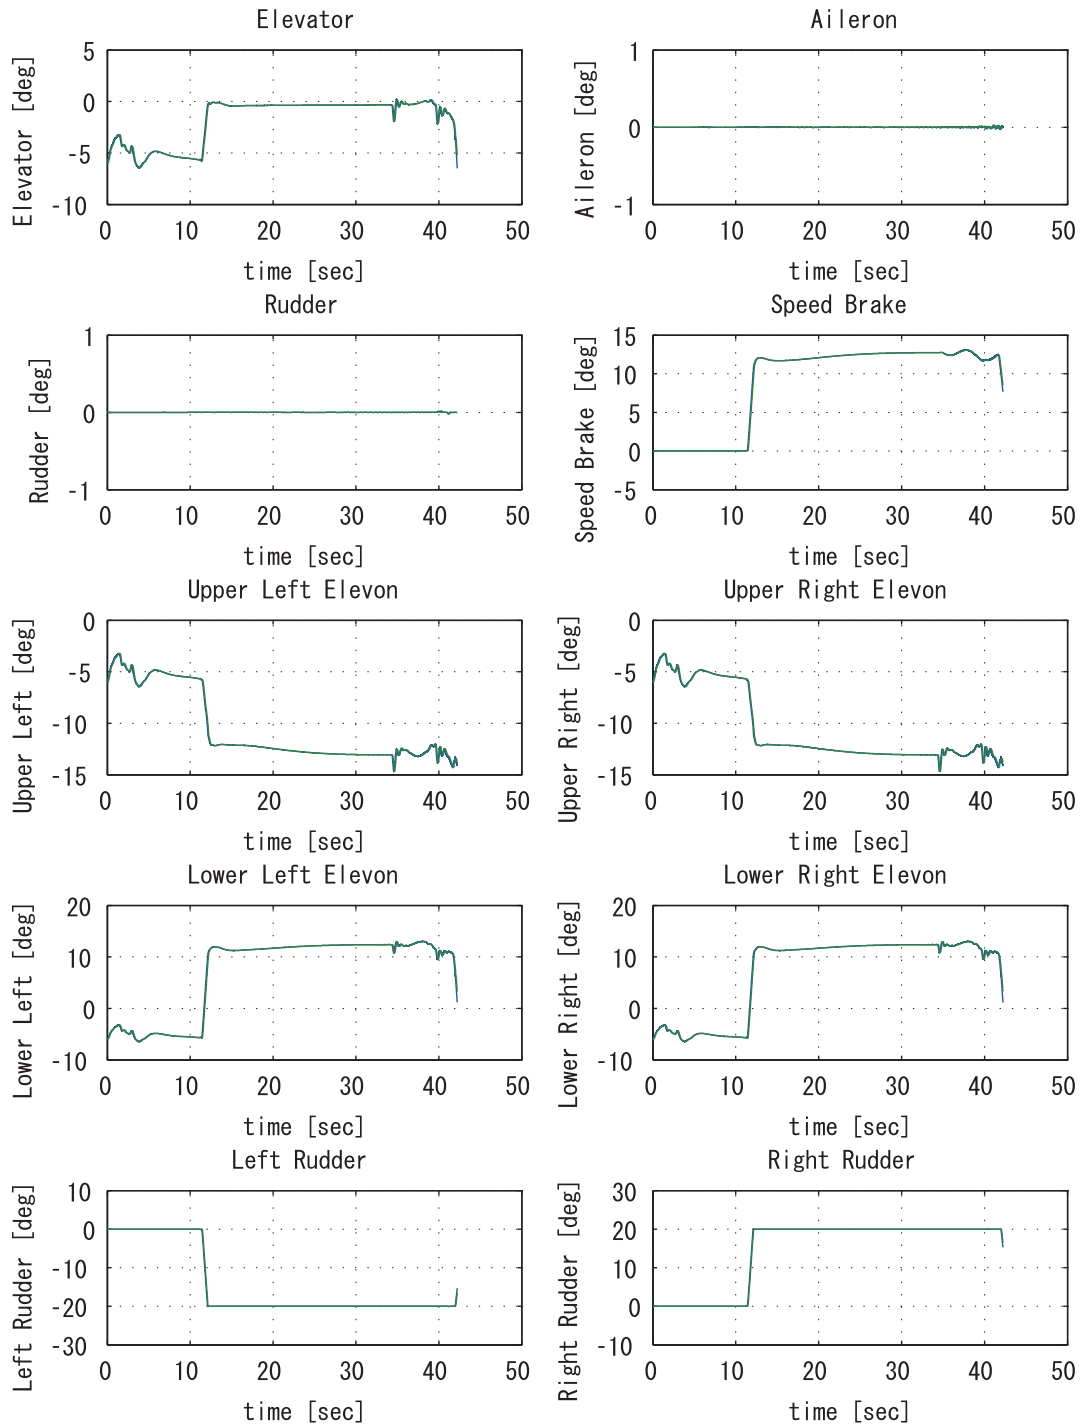 Elevator
Elevator [deg]
5
0
-5
-10
0 10 20 30 40 50
time [sec]
Aileron
Aileron [deg]
1
0
-1
0 10 20 30 40 50
time [sec]
Rudder
Rudder [deg]
1
0
-1
0 10 20 30 40 50
time [sec]
Speed Brake
Speed Brake [deg]
15
10
5
0
-5
0 10 20 30 40 50
time [sec]
Upper Left Elevon
Upper Left [deg]
0
-5
-10
-15
0 10 20 30 40 50
time [sec]
Upper Right Elevon
Upper Right [deg]
0
-5
-10
-15
0 10 20 30 40 50
time [sec]
Lower Left Elevon
Lower Left [deg]
20
10
0
-10
0 10 20 30 40 50
time [sec]
Lower Right Elevon
Lower Right [deg]
20
10
0
-10
0 10 20 30 40 50
time [sec]
Left Rudder
Left Rudder [deg]
10
0
-10
-20
-30
0 10 20 30 40 50
time [sec]
Right Rudder
Right Rudder [deg]
30
20
10
0
-10
0 10 20 30 40 50
time [sec]